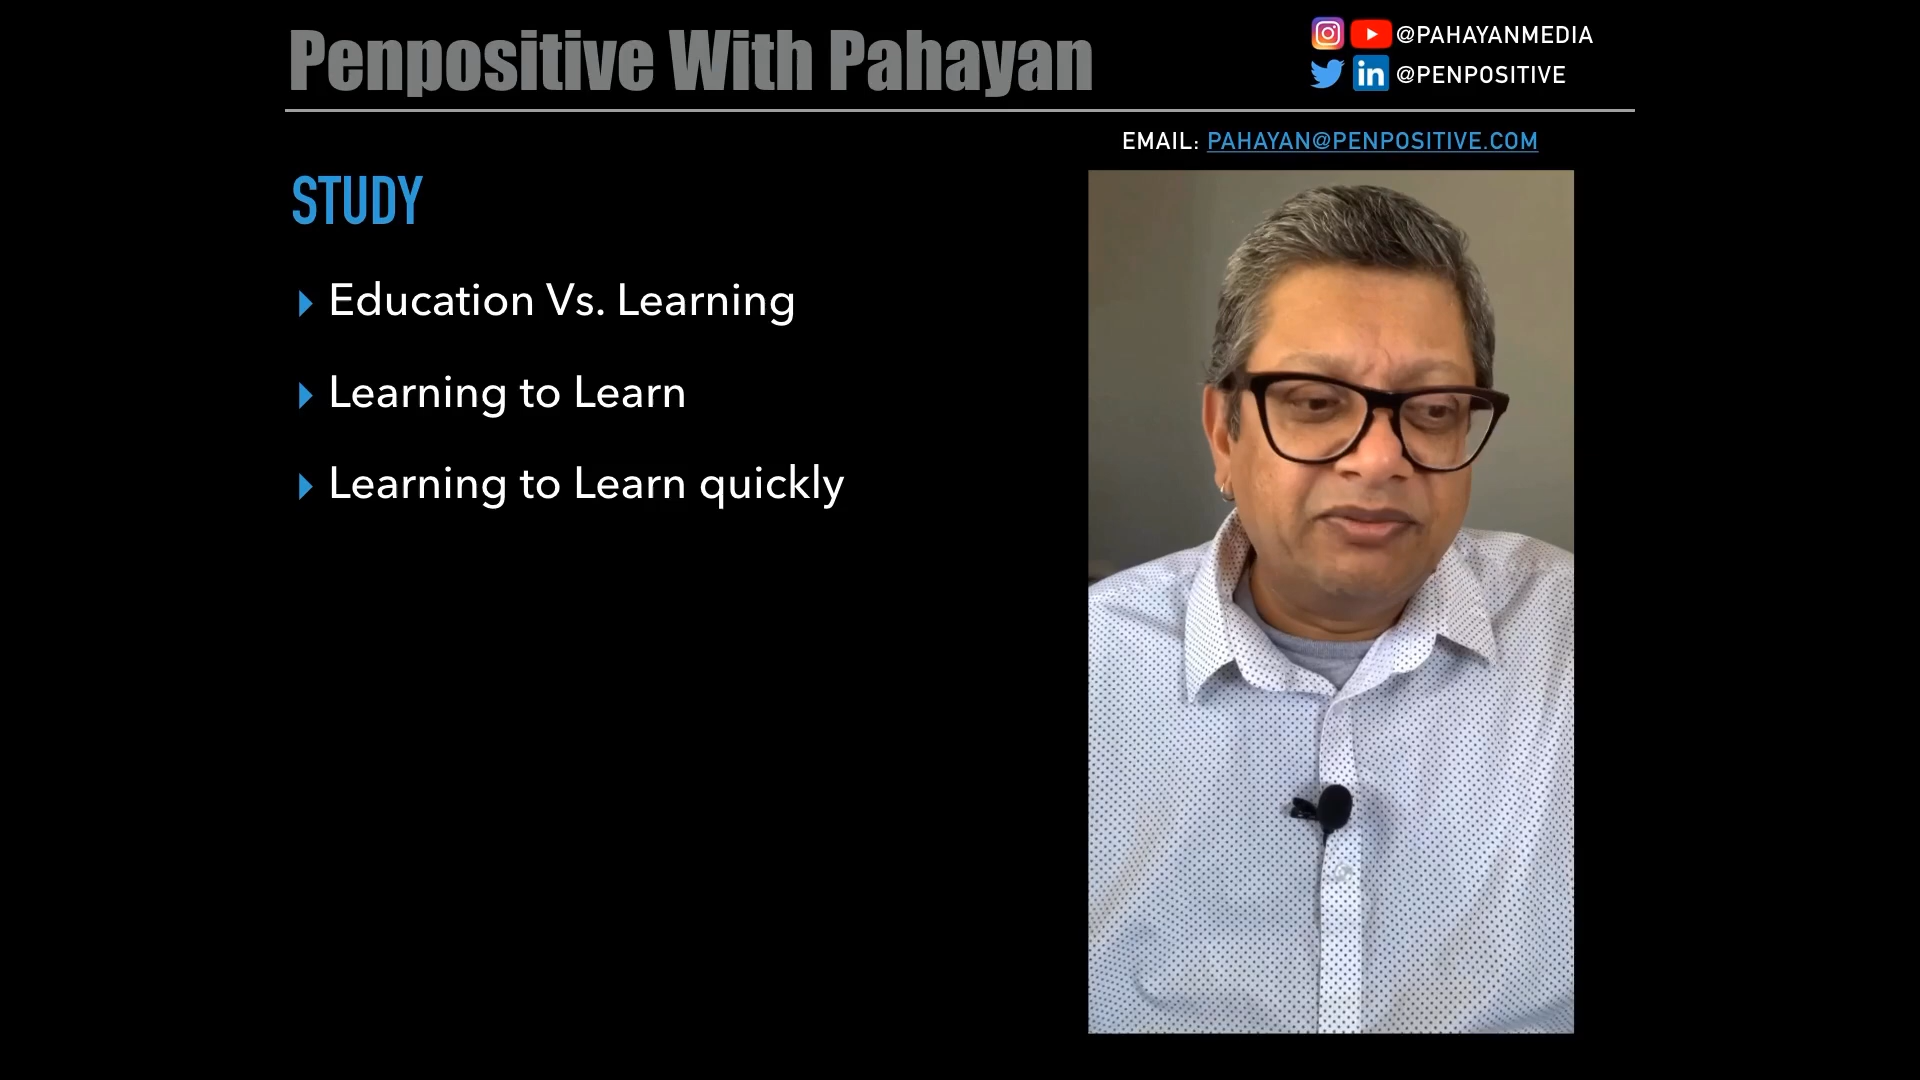 Penpositive With Pahayan
@PAHAYANMEDIA
@PENPOSITIVE
EMAIL: PAHAYAN@PENPOSITIVE.COM
STUDY
Education Vs. Learning
Learning to Learn
Learning to Learn quickly